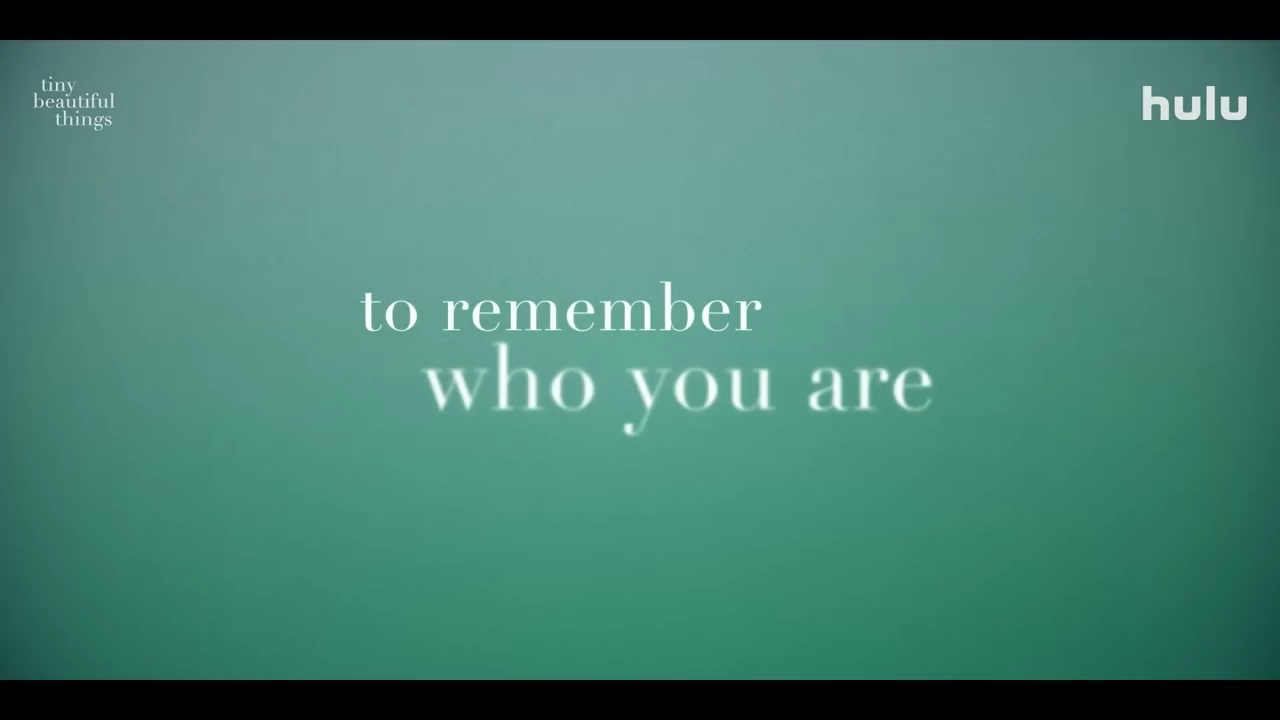 tiny
beautiful
things
hulu
to remember
who you are